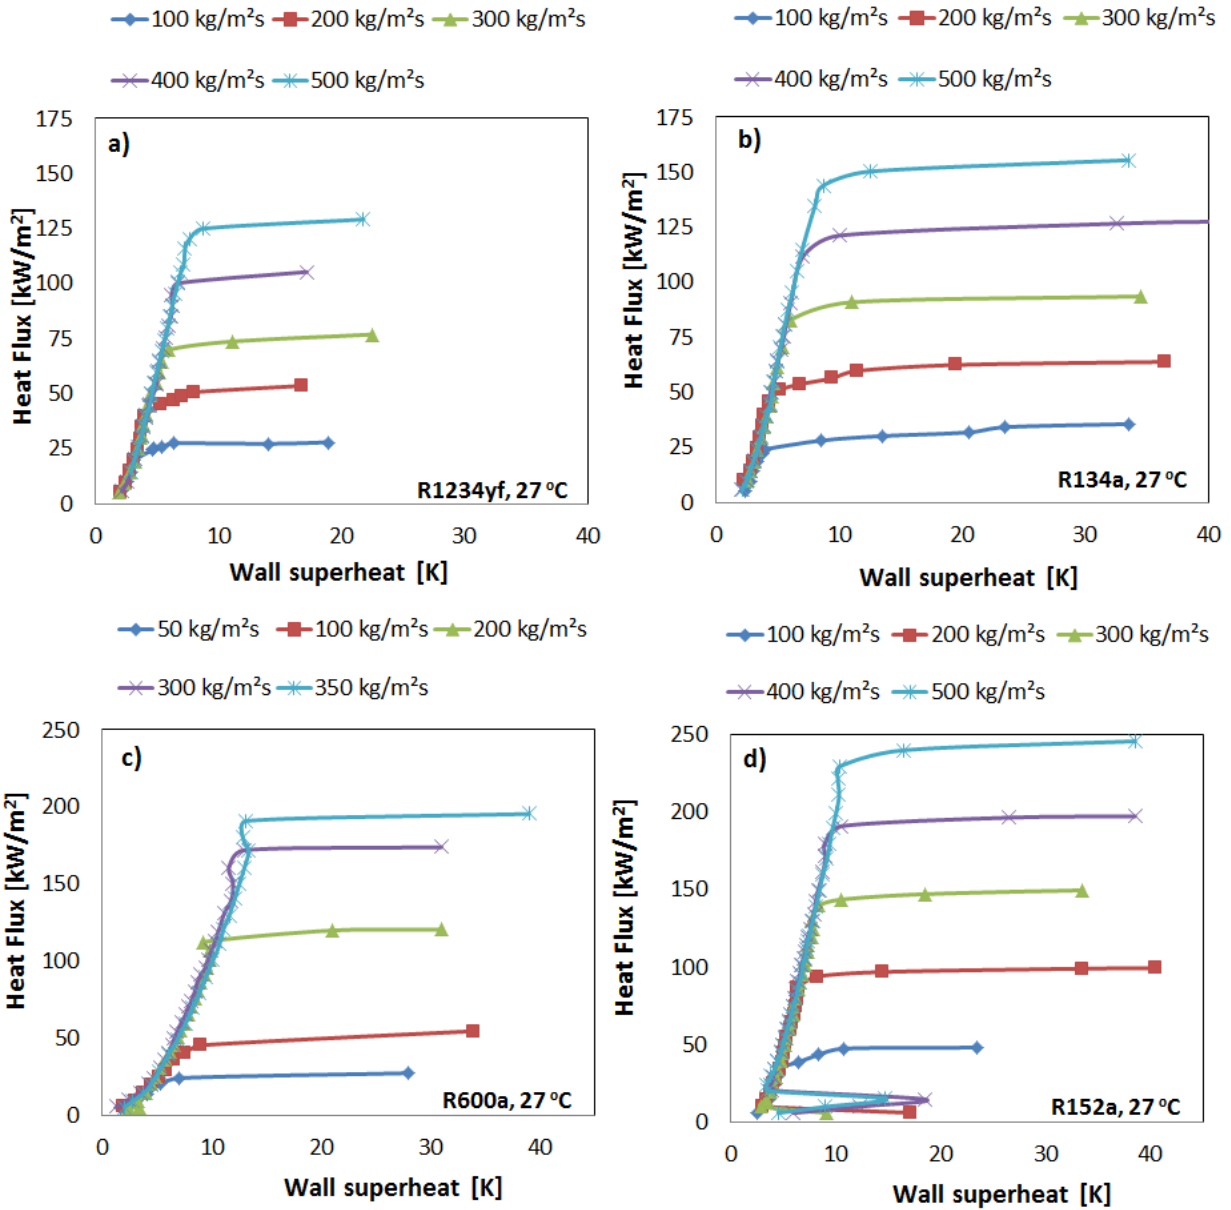 100 kg/m²s 200 kg/m²s 300 kg/m²s
400 kg/m²s 500 kg/m²s
a)
Heat Flux [kW/m²]
175
150
125
100
75
50
25
0
R1234yf, 27 ⁰C
0 10 20 30 40
Wall superheat [K]
100 kg/m²s 200 kg/m²s 300 kg/m²s
400 kg/m²s 500 kg/m²s
b)
Heat Flux [kW/m²]
175
150
125
100
75
50
25
0
R134a, 27 ⁰C
0 10 20 30 40
Wall superheat [K]
50 kg/m²s 100 kg/m²s 200 kg/m²s
300 kg/m²s 350 kg/m²s
c)
Heat Flux [kW/m²]
250
200
150
100
50
0
R600a, 27 ⁰C
0 10 20 30 40
Wall superheat [K]
100 kg/m²s 200 kg/m²s 300 kg/m²s
400 kg/m²s 500 kg/m²s
d)
Heat Flux [kW/m²]
250
200
150
100
50
0
R152a, 27 ⁰C
0 10 20 30 40
Wall superheat [K]